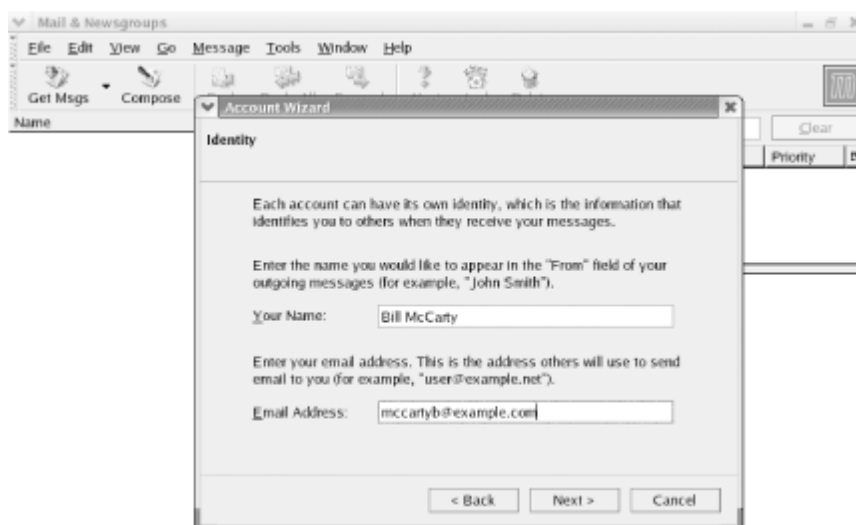 Mail & Newsgroups
File Edit View Go Message Tools Window Help
Get Msgs Compose
Name
Clear
Priority
Account Wizard
Identity
Each account can have its own identity, which is the information that
identifies you to others when they receive your messages.
Enter the name you would like to appear in the "From" field of your
outgoing messages (for example, "John Smith").
Your Name: Bill McCarty
Enter your email address. This is the address others will use to send
email to you (for example, "user@example.net").
Email Address: mccartyb@example.com
< Back Next > Cancel